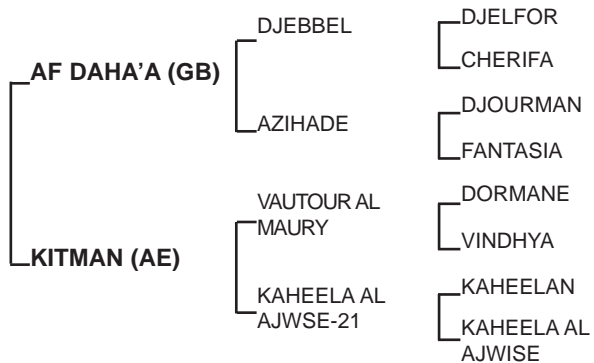 AF DAHA’A (GB)
KITMAN (AE)
DJEBBEL
AZIHADE
VAUTOUR AL
MAURY
KAHEELA AL
AJWSE-21
DJELFOR
CHERIFA
DJOURMAN
FANTASIA
DORMANE
VINDHYA
KAHEELAN
KAHEELA AL
AJWISE